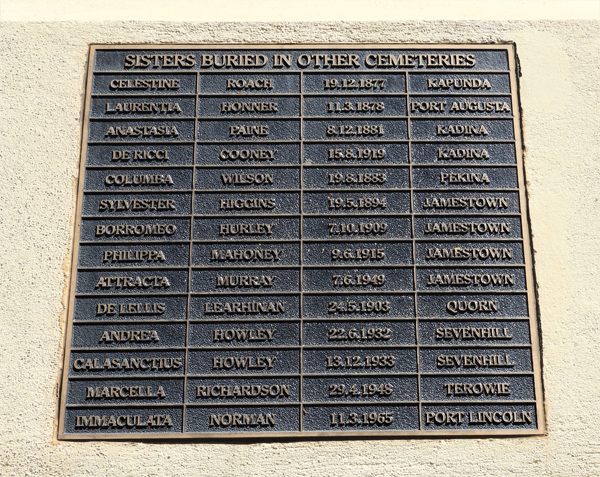 SISTERS BURIED IN OTHER CEMETERIES
CELESTINE ROACH 19.12.1877 KAPUNDA
LAURENTIA HONNER 11.3.1878 PORT AUGUSTA
ANASTASIA PAINE 8.12.1881 KADINA
DE RICCI COONEY 15.8.1919 KADINA
COLUMBA WILSON 19.8.1883 PEKINA
SYLVESTER HIGGINS 19.5.1894 JAMESTOWN
BORROMEO HURLEY 7.10.1909 JAMESTOWN
PHILIPPA MAHONEY 9.6.1915 JAMESTOWN
ATTRACTA MURRAY 7.6.1949 JAMESTOWN
DE LELLIS LEARHINAN 24.5.1903 QUORN
ANDREA HOWLEY 22.6.1932 SEVENHILL
CALASANCTIUS HOWLEY 13.12.1933 SEVENHILL
MARCELLA RICHARDSON 29.4.1948 TEROWIE
IMMACULATA NORMAN 11.3.1965 PORT LINCOLN